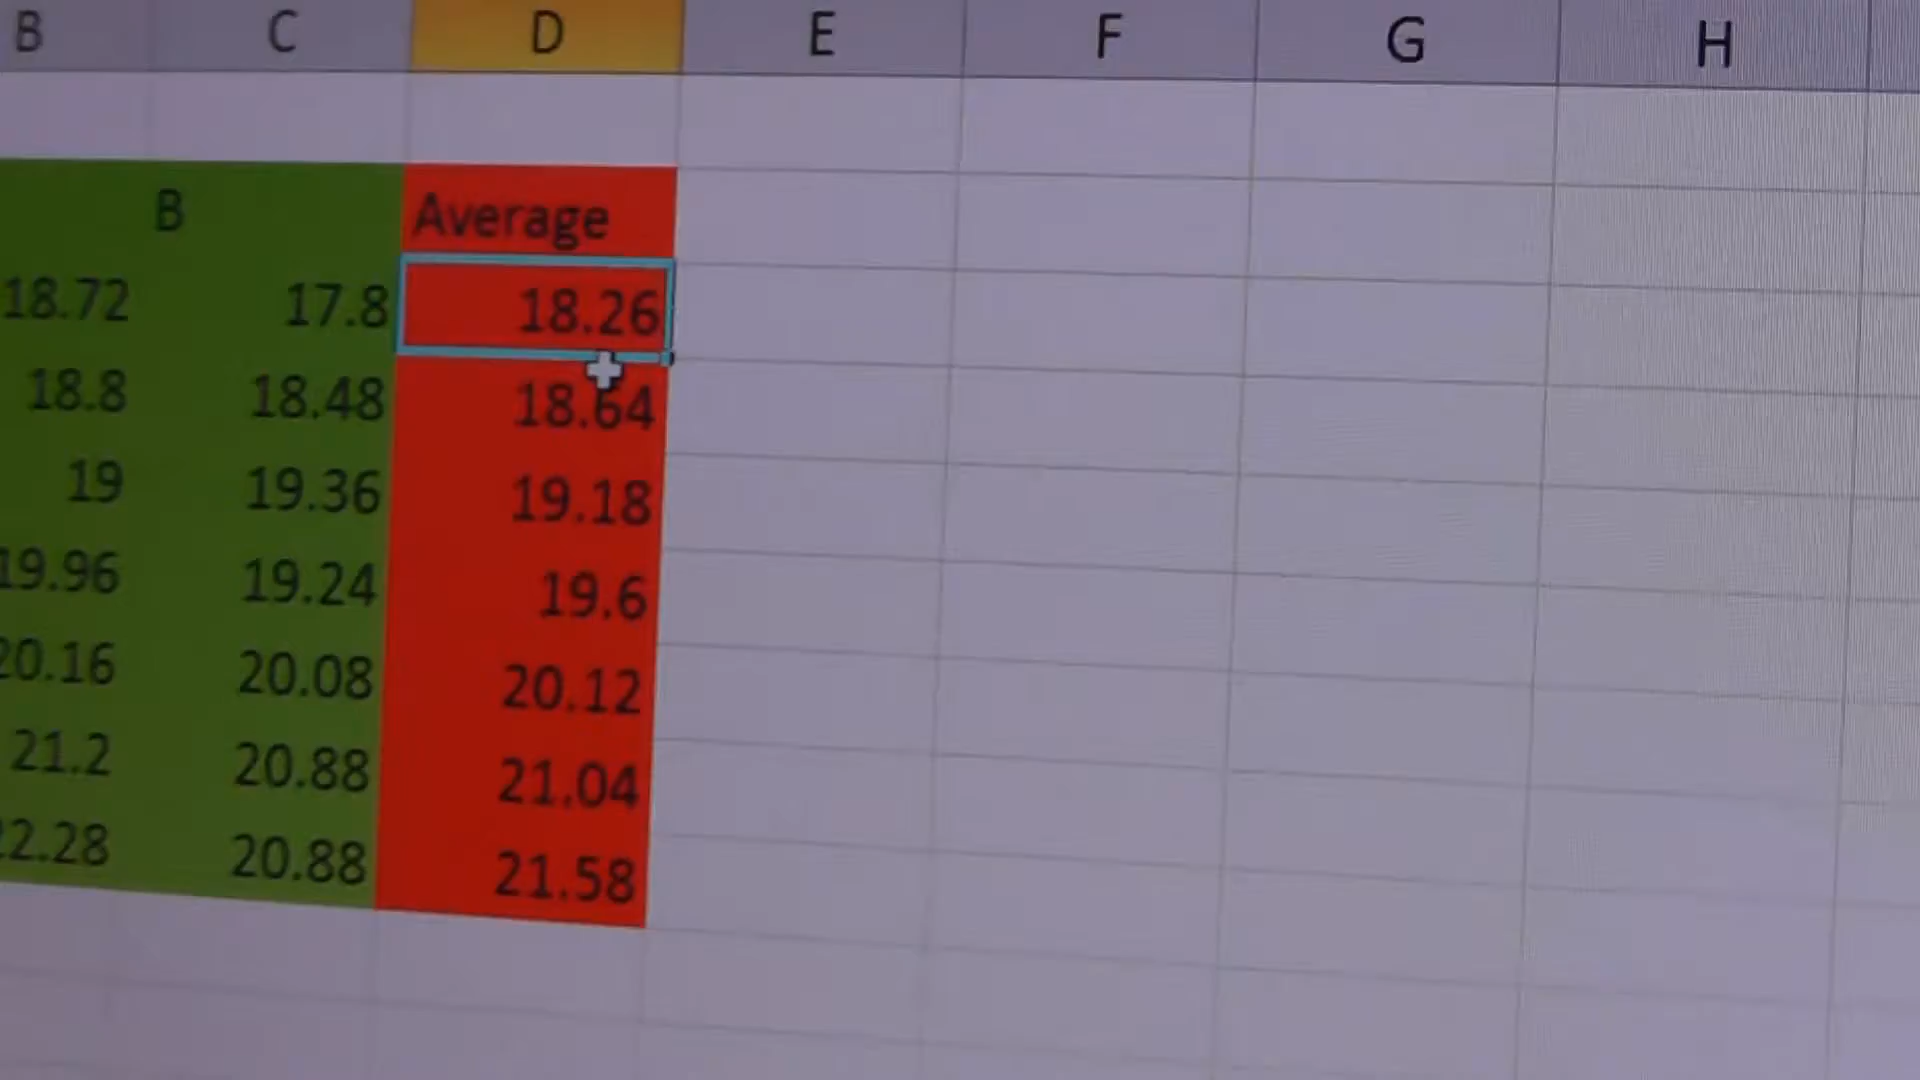 B C D E F G H
B Average
18.72 17.8 18.26
18.8 18.48 18.64
19 19.36 19.18
19.96 19.24 19.6
20.16 20.08 20.12
21.2 20.88 21.04
22.28 20.88 21.58